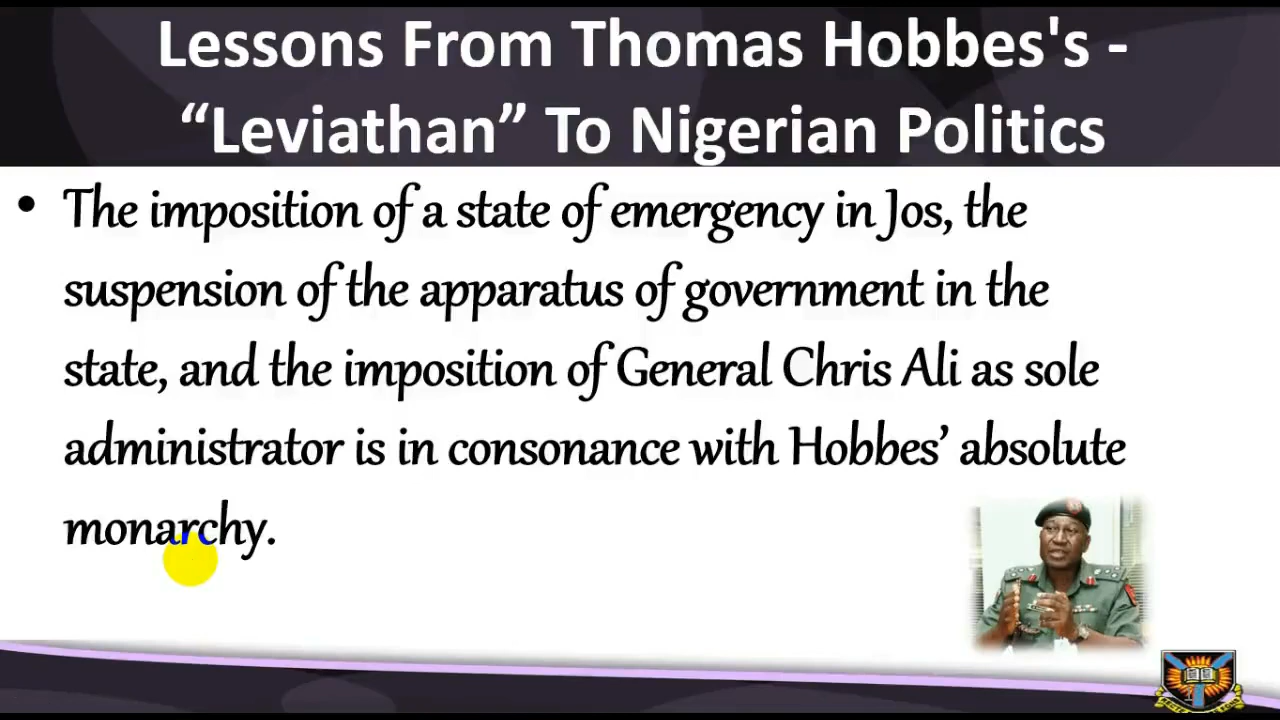 Lessons From Thomas Hobbes's -
“Leviathan” To Nigerian Politics
• The imposition of a state of emergency in Jos, the
suspension of the apparatus of government in the
state, and the imposition of General Chris Ali as sole
administrator is in consonance with Hobbes’ absolute
monarchy.